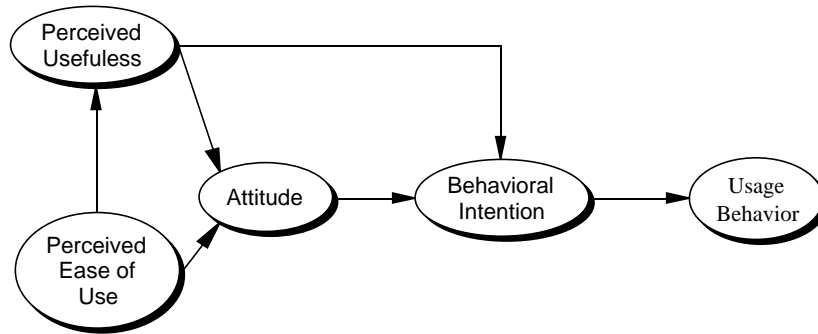 Perceived
Usefuless
Attitude
Behavioral
Intention
Usage
Behavior
Perceived
Ease of
Use